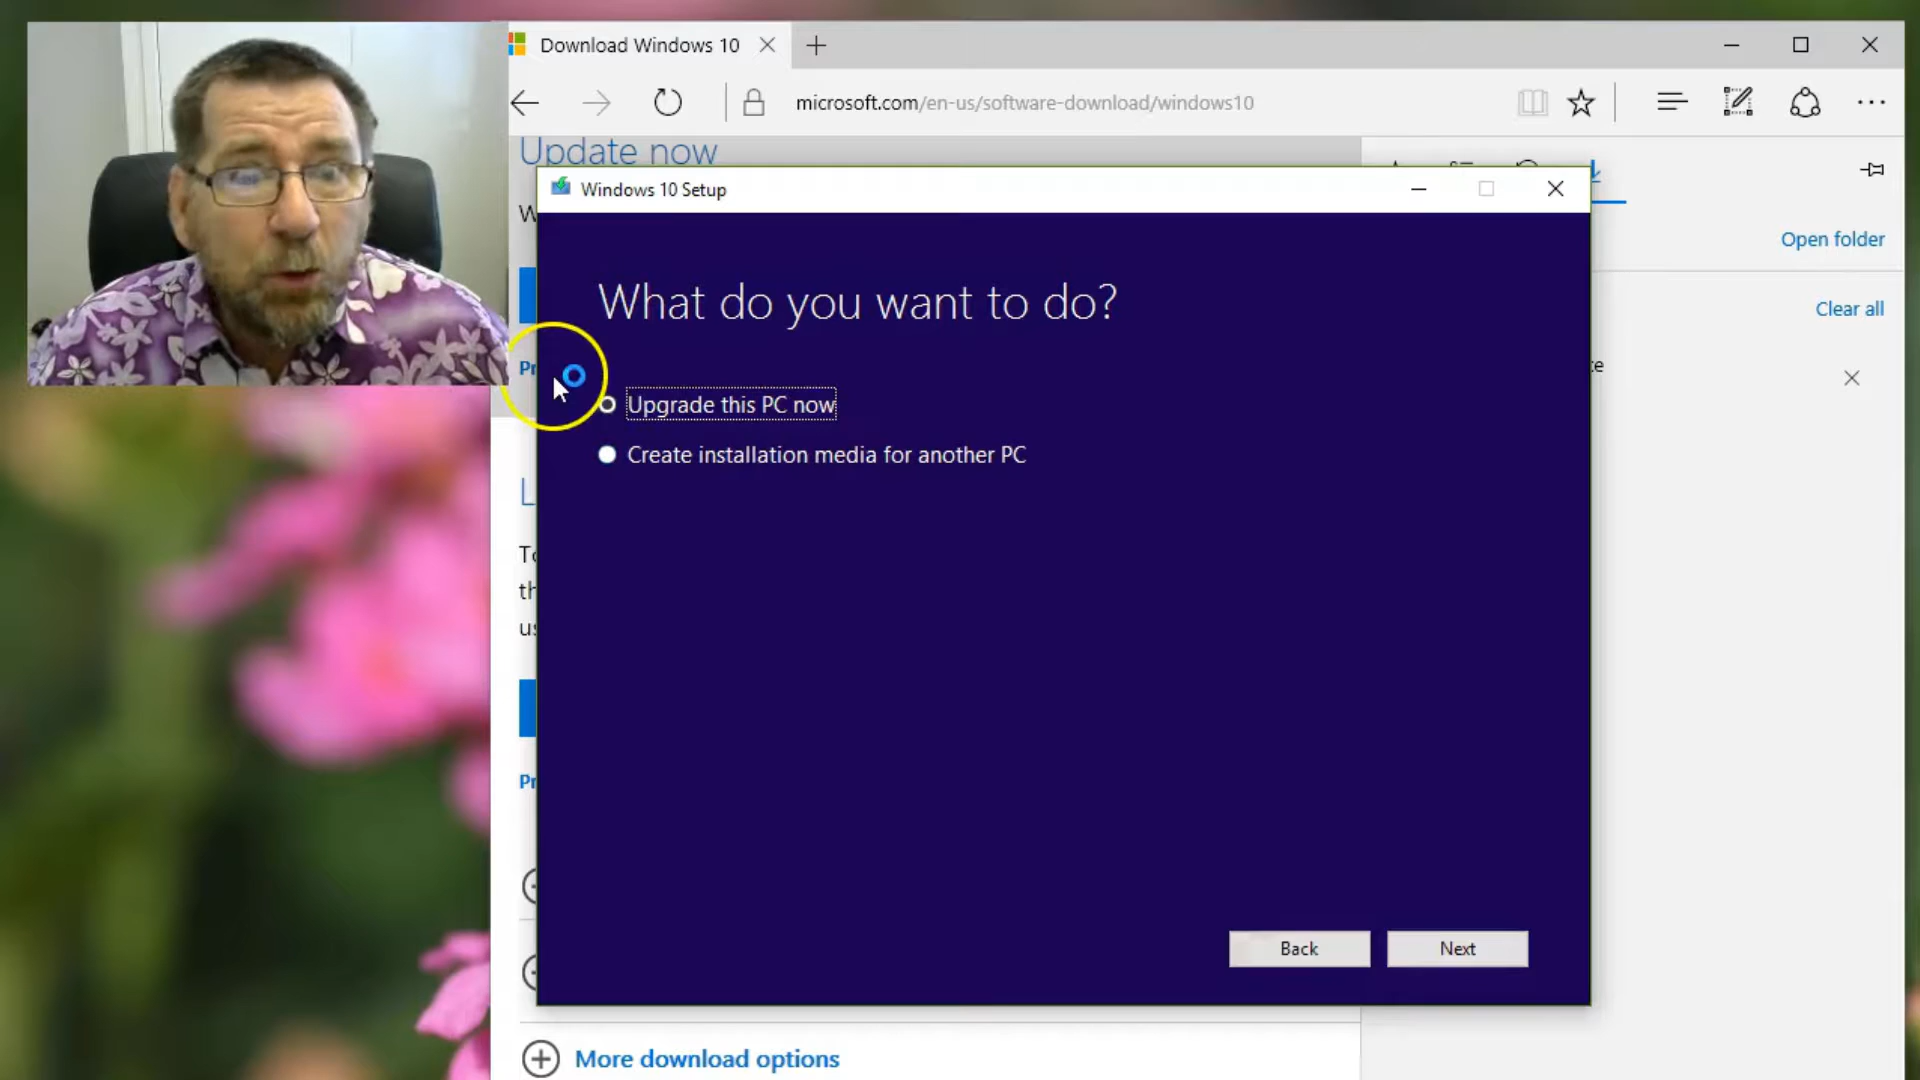 Download Windows 10
microsoft.com/en-us/software-download/windows10
Update now
Windows 10 Setup
Open folder
What do you want to do?
Clear all
Upgrade this PC now
Create installation media for another PC
Back
Next
More download options